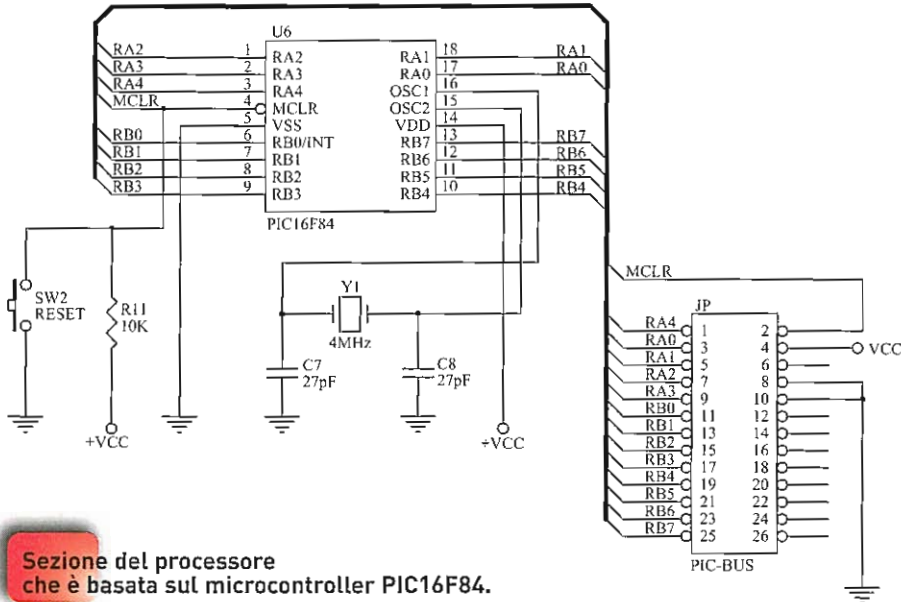 U6
RA2 1 RA2 RA1 18 RA1
RA3 2 RA3 RA0 17 RA0
RA4 3 RA4 OSC1 16
MCLR 4 MCLR OSC2 15
5 VSS VDD 14
RB0 6 RB0/INT RB7 13 RB7
RB1 7 RB1 RB6 12 RB6
RB2 8 RB2 RB5 11 RB5
RB3 9 RB3 RB4 10 RB4
PIC16F84
SW2
RESET
R11
10K
+VCC
Y1
4MHz
C7
27pF
C8
27pF
+VCC
MCLR
JP
RA4 1 2
RA0 3 4 VCC
RA1 5 6
RA2 7 8
RA3 9 10
RB0 11 12
RB1 13 14
RB2 15 16
RB3 17 18
RB4 19 20
RB5 21 22
RB6 23 24
RB7 25 26
PIC-BUS
Sezione del processore
che è basata sul microcontroller PIC16F84.